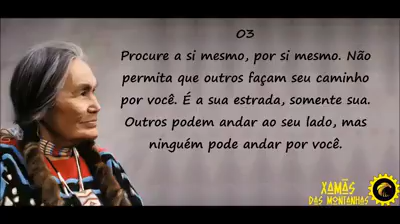 03
Procure a si mesmo, por si mesmo. Não
permita que outros façam seu caminho
por você. É a sua estrada, somente sua.
Outros podem andar ao seu lado, mas
ninguém pode andar por você.
XAMÃS
DAS MONTANHAS